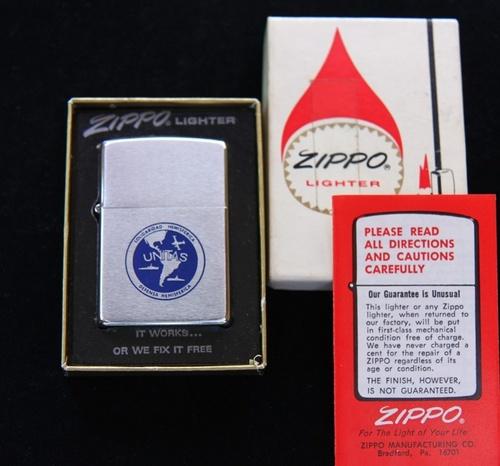 ZIPPO LIGHTER
SOLIDARIDAD HEMISFERICA
UNITAS
DEFENSA HEMISFERICA
IT WORKS...
OR WE FIX IT FREE
ZIPPO
LIGHTER
PLEASE READ
ALL DIRECTIONS
AND CAUTIONS
CAREFULLY
Our Guarantee is Unusual
This lighter or any Zippo
lighter, when returned to
our factory, will be put
in first-class mechanical
condition free of charge.
We have never charged a
cent for the repair of a
ZIPPO regardless of its
age or condition.
THE FINISH, HOWEVER,
IS NOT GUARANTEED.
ZIPPO
For The Light of Your Life
ZIPPO MANUFACTURING CO.
Bradford, Pa. 16701